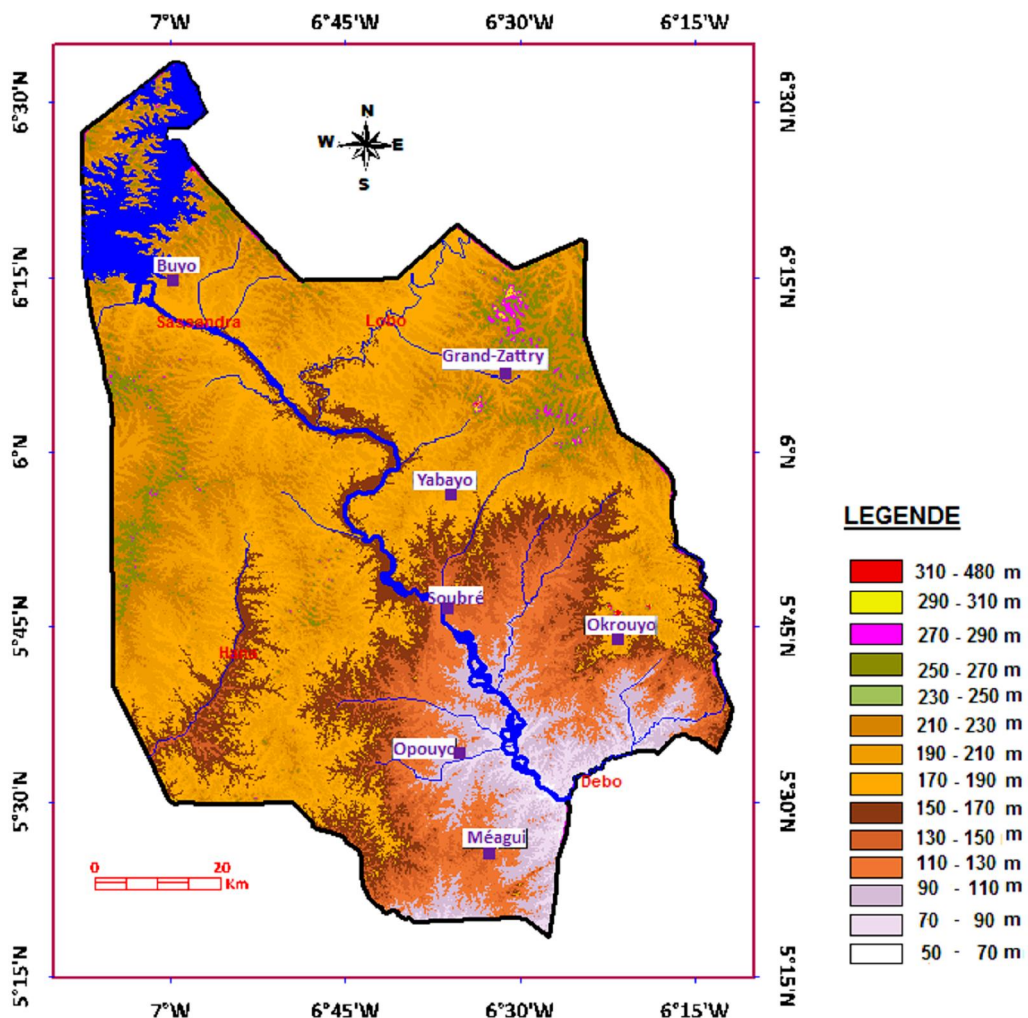 7°W 6°45'W 6°30'W 6°15'W
6°30'N 6°30'N
N
W E
S
6°15'N 6°15'N
Buyo
Sassandra
Lobo
Grand-Zattry
6°N 6°N
Yabayo
Soubré
5°45'N 5°45'N
Okrouyo
Opouyo
5°30'N 5°30'N
Debo
Méagui
0 20
Km
5°15'N 5°15'N
7°W 6°45'W 6°30'W 6°15'W
LEGENDE
310 - 480 m
290 - 310 m
270 - 290 m
250 - 270 m
230 - 250 m
210 - 230 m
190 - 210 m
170 - 190 m
150 - 170 m
130 - 150 m
110 - 130 m
90 - 110 m
70 - 90 m
50 - 70 m